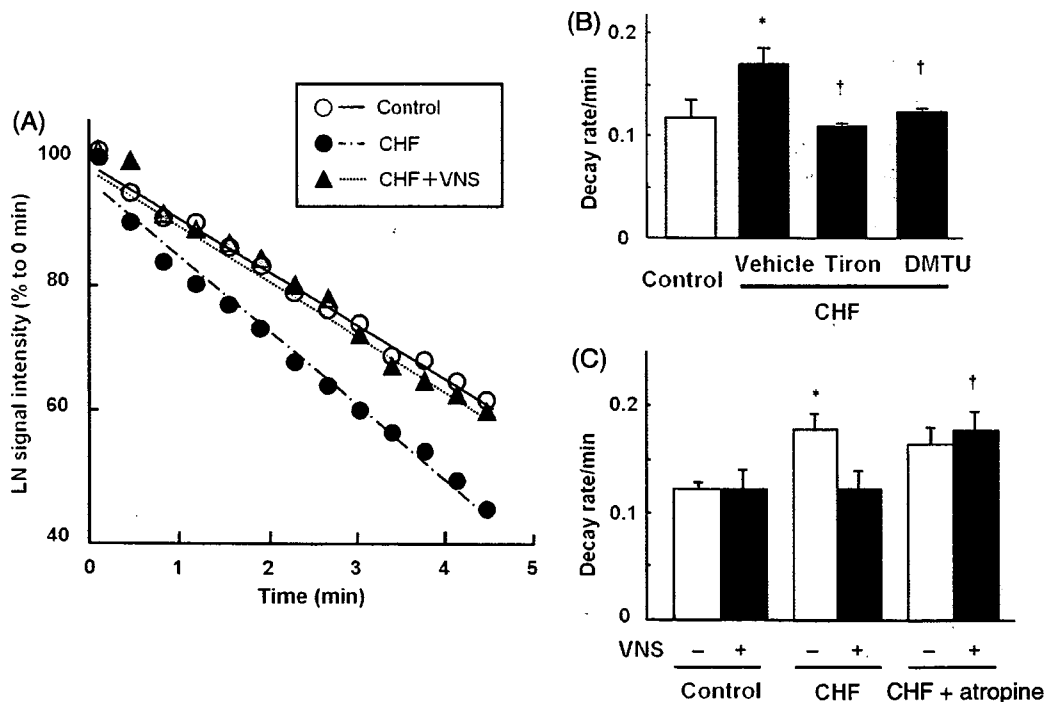 (A)
Control
CHF
CHF+VNS
LN signal intensity (% to 0 min)
100
80
60
40
0 1 2 3 4 5
Time (min)
(B)
Decay rate/min
0.2
0.1
0
*
†
†
Control
Vehicle Tiron DMTU
CHF
(C)
Decay rate/min
0.2
0.1
0
*
†
VNS − + − + − +
Control CHF CHF + atropine